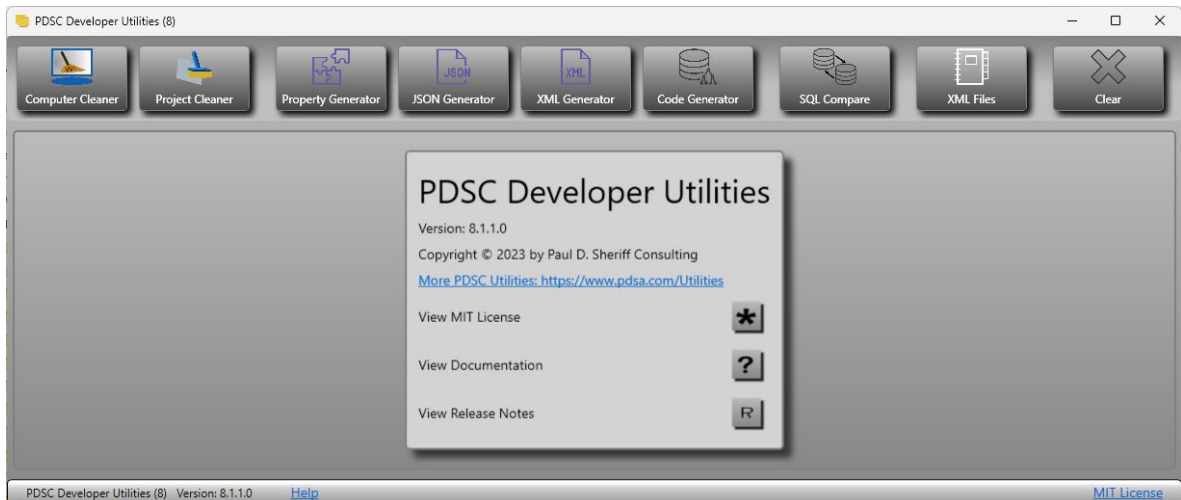 PDSC Developer Utilities (8)
Computer Cleaner
Project Cleaner
Property Generator
JSON
JSON Generator
XML
XML Generator
Code Generator
SQL Compare
XML Files
Clear
PDSC Developer Utilities
Version: 8.1.1.0
Copyright © 2023 by Paul D. Sheriff Consulting
More PDSC Utilities: https://www.pdsa.com/Utilities
View MIT License *
View Documentation ?
View Release Notes R
PDSC Developer Utilities (8) Version: 8.1.1.0 Help MIT License